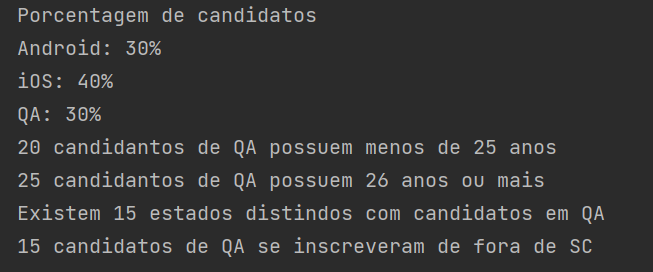 Porcentagem de candidatos
Android: 30%
iOS: 40%
QA: 30%
20 candidantos de QA possuem menos de 25 anos
25 candidantos de QA possuem 26 anos ou mais
Existem 15 estados distindos com candidatos em QA
15 candidatos de QA se inscreveram de fora de SC